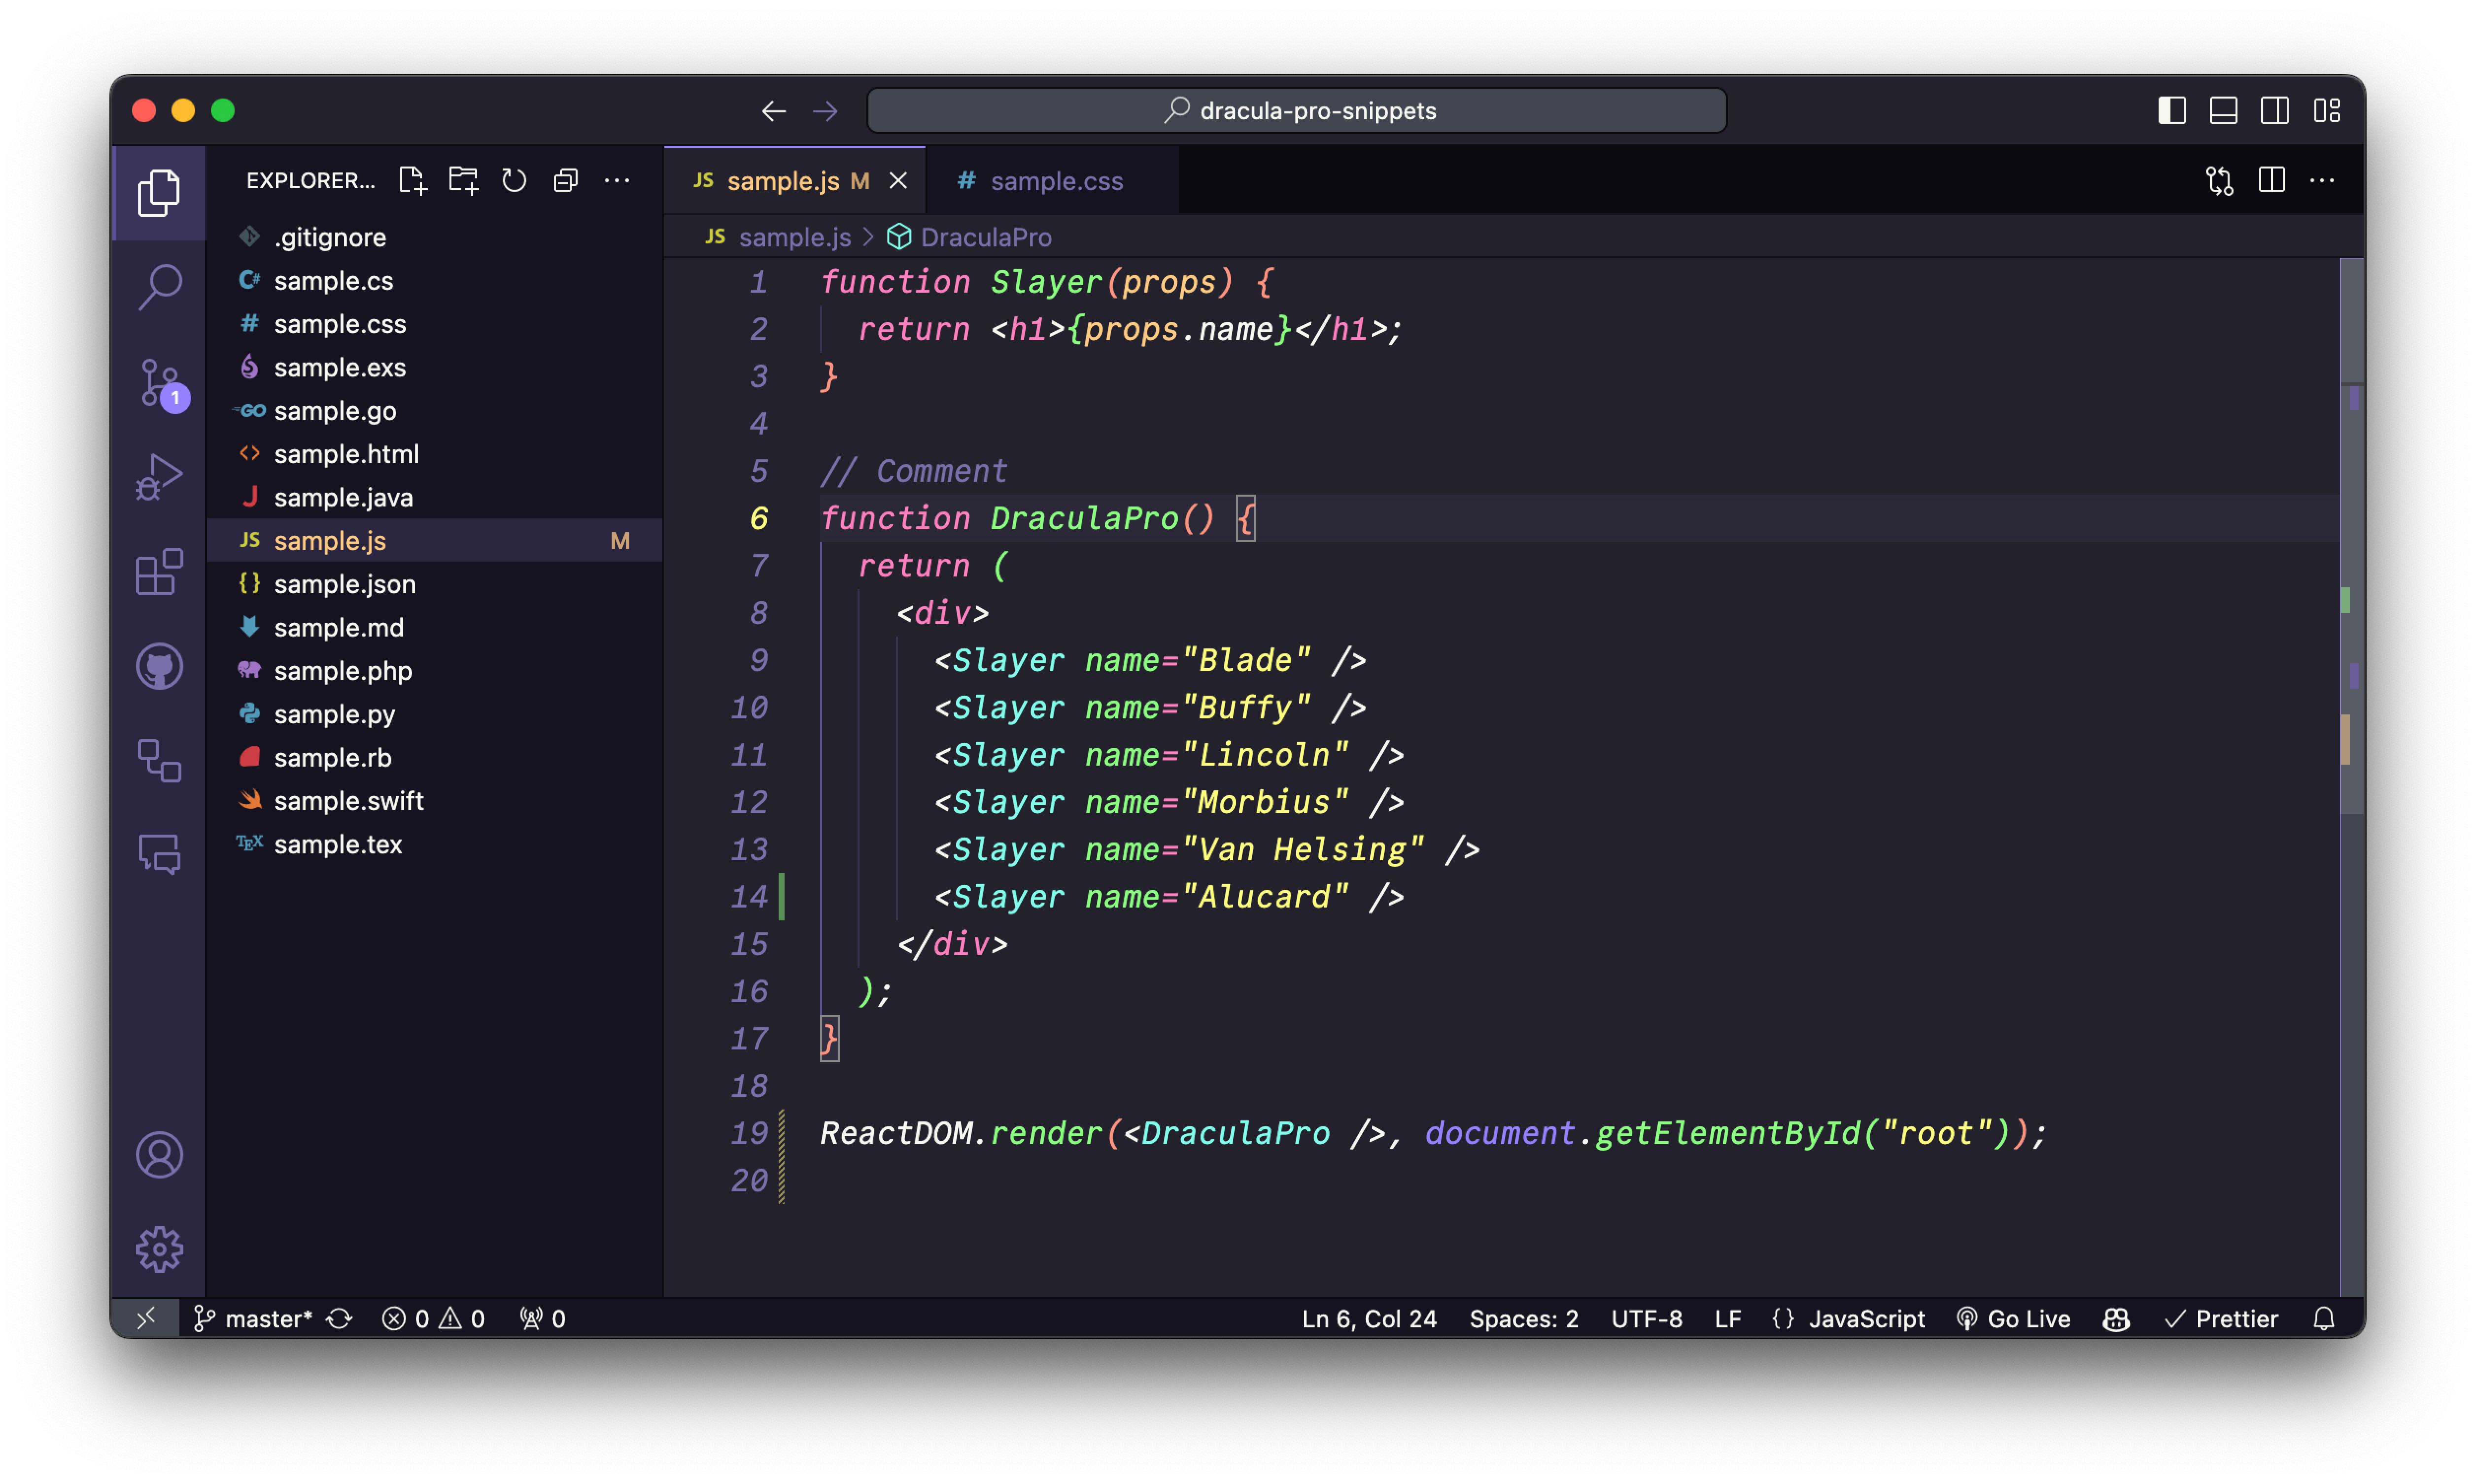 dracula-pro-snippets
EXPLORER...
JS sample.js M
# sample.css
JS sample.js > DraculaPro
.gitignore
C# sample.cs
# sample.css
sample.exs
GO sample.go
<> sample.html
J sample.java
JS sample.js M
{} sample.json
sample.md
sample.php
sample.py
sample.rb
sample.swift
TEX sample.tex
1
1 function Slayer(props) {
2   return <h1>{props.name}</h1>;
3 }
4
5 // Comment
6 function DraculaPro() {
7   return (
8     <div>
9       <Slayer name="Blade" />
10       <Slayer name="Buffy" />
11       <Slayer name="Lincoln" />
12       <Slayer name="Morbius" />
13       <Slayer name="Van Helsing" />
14       <Slayer name="Alucard" />
15     </div>
16   );
17 }
18
19 ReactDOM.render(<DraculaPro />, document.getElementById("root"));
20
master* 0 0 0 Ln 6, Col 24 Spaces: 2 UTF-8 LF {} JavaScript Go Live Prettier